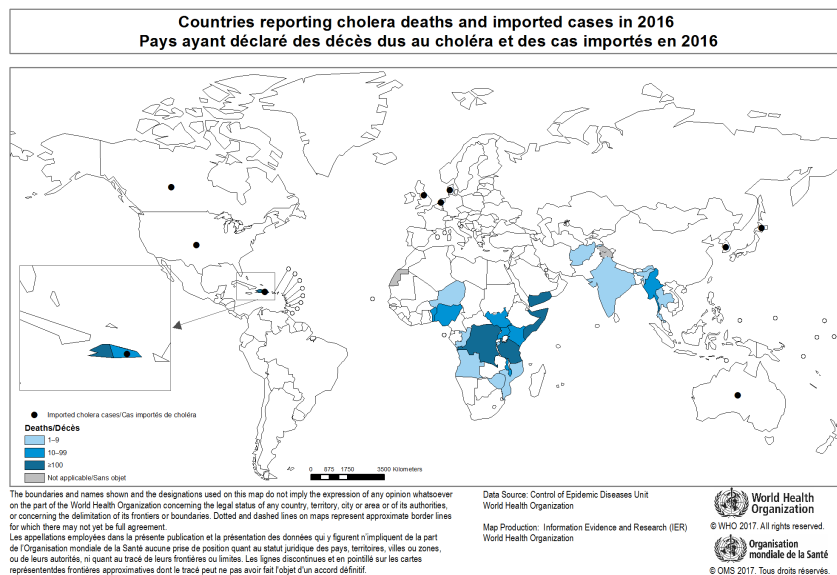 Countries reporting cholera deaths and imported cases in 2016
Pays ayant déclaré des décès dus au choléra et des cas importés en 2016
Imported cholera cases/Cas importés de choléra
Deaths/Décès
1–9
10–99
≥100
Not applicable/Sans objet
0 875 1750 3500 Kilometers
The boundaries and names shown and the designations used on this map do not imply the expression of any opinion whatsoever
on the part of the World Health Organization concerning the legal status of any country, territory, city or area or of its authorities,
or concerning the delimitation of its frontiers or boundaries. Dotted and dashed lines on maps represent approximate border lines
for which there may not yet be full agreement.
Les appellations employées dans la présente publication et la présentation des données qui y figurent n'impliquent de la part
de l'Organisation mondiale de la Santé aucune prise de position quant au statut juridique des pays, territoires, villes ou zones,
ou de leurs autorités, ni quant au tracé de leurs frontières ou limites. Les lignes discontinues et en pointillé sur les cartes
représententdes frontières approximatives dont le tracé peut ne pas avoir fait l'objet d'un accord définitif.
Data Source: Control of Epidemic Diseases Unit
World Health Organization
Map Production: Information Evidence and Research (IER)
World Health Organization
World Health
Organization
© WHO 2017. All rights reserved.
Organisation
mondiale de la Santé
© OMS 2017. Tous droits réservés.